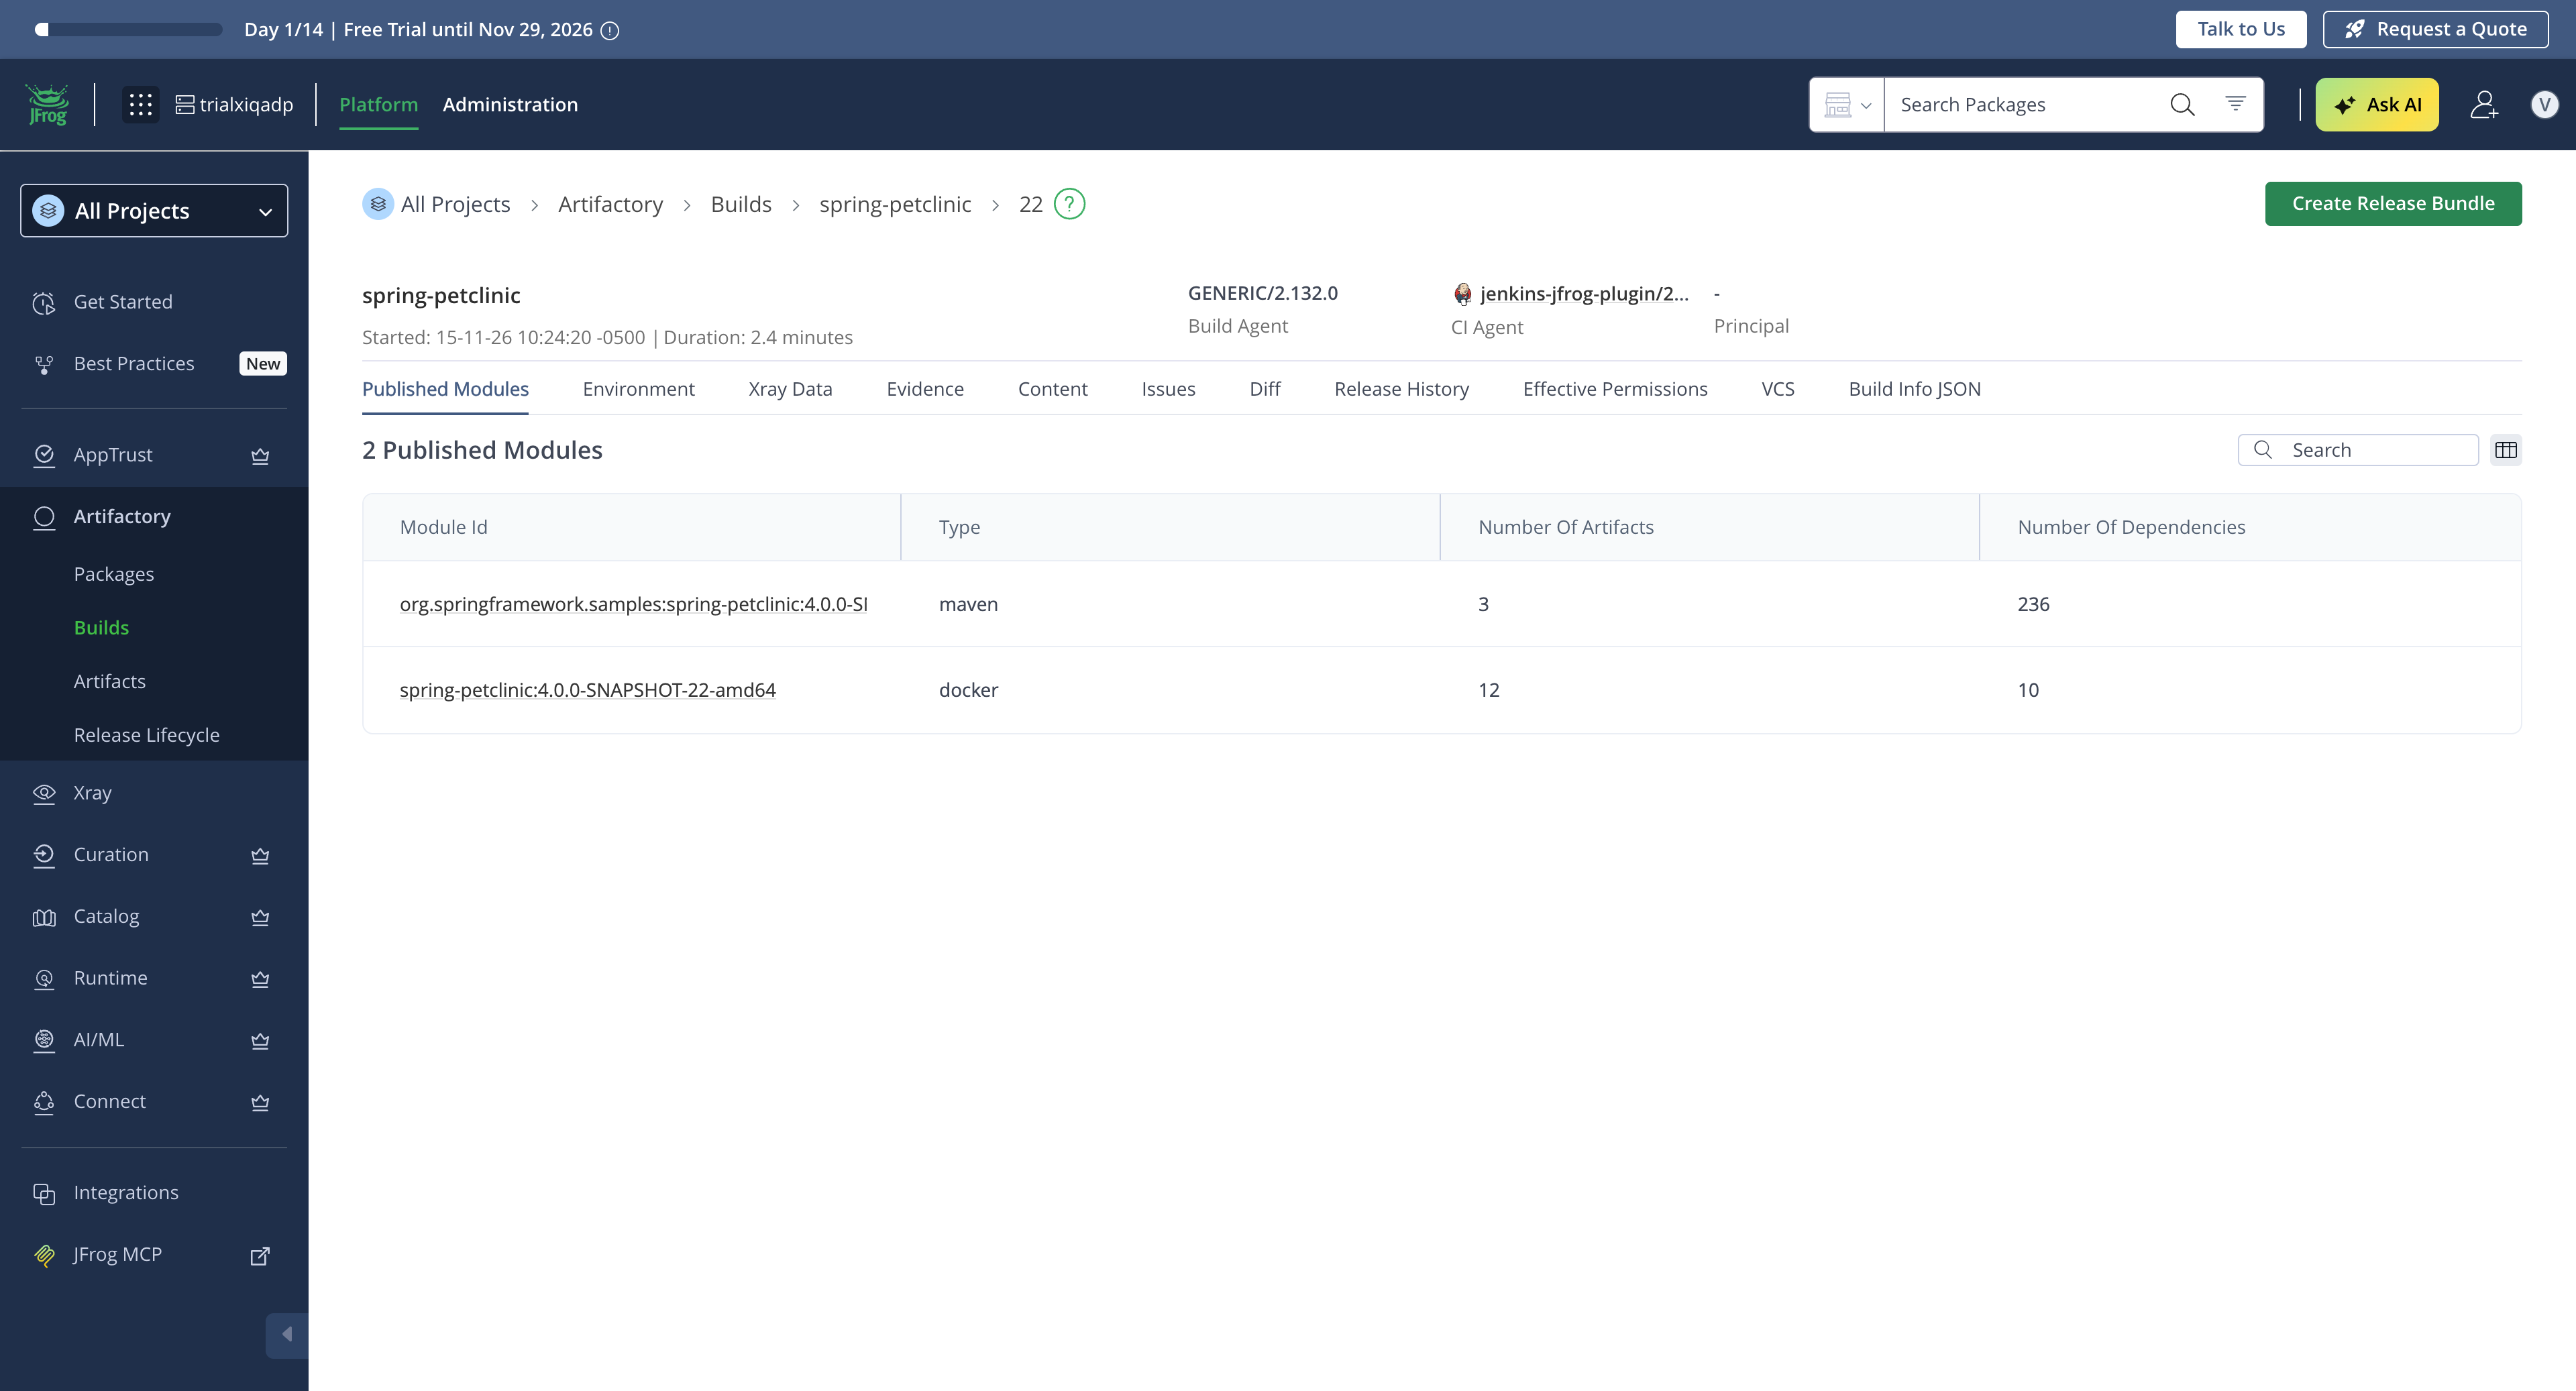 Day 1/14 | Free Trial until Nov 29, 2026
Talk to Us
Request a Quote
JFrog
trialxiqadp
Platform
Administration
Search Packages
Ask AI
V
All Projects
Get Started
Best Practices
New
AppTrust
Artifactory
Packages
Builds
Artifacts
Release Lifecycle
Xray
Curation
Catalog
Runtime
AI/ML
Connect
Integrations
JFrog MCP
All Projects > Artifactory > Builds > spring-petclinic > 22 ?
Create Release Bundle
spring-petclinic
Started: 15-11-26 10:24:20 -0500 | Duration: 2.4 minutes
GENERIC/2.132.0
Build Agent
jenkins-jfrog-plugin/2...
CI Agent
-
Principal
Published Modules Environment Xray Data Evidence Content Issues Diff Release History Effective Permissions VCS Build Info JSON
2 Published Modules
Search
Module Id Type Number Of Artifacts Number Of Dependencies
org.springframework.samples:spring-petclinic:4.0.0-SI maven 3 236
spring-petclinic:4.0.0-SNAPSHOT-22-amd64 docker 12 10